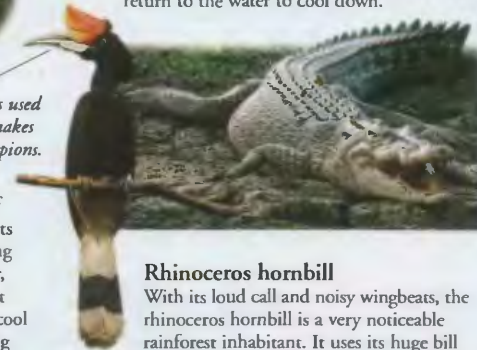 return to the water to cool down.
s used
nakes
pions.
ts
g
t
cool
g
Rhinoceros hornbill
With its loud call and noisy wingbeats, the
rhinoceros hornbill is a very noticeable
rainforest inhabitant. It uses its huge bill